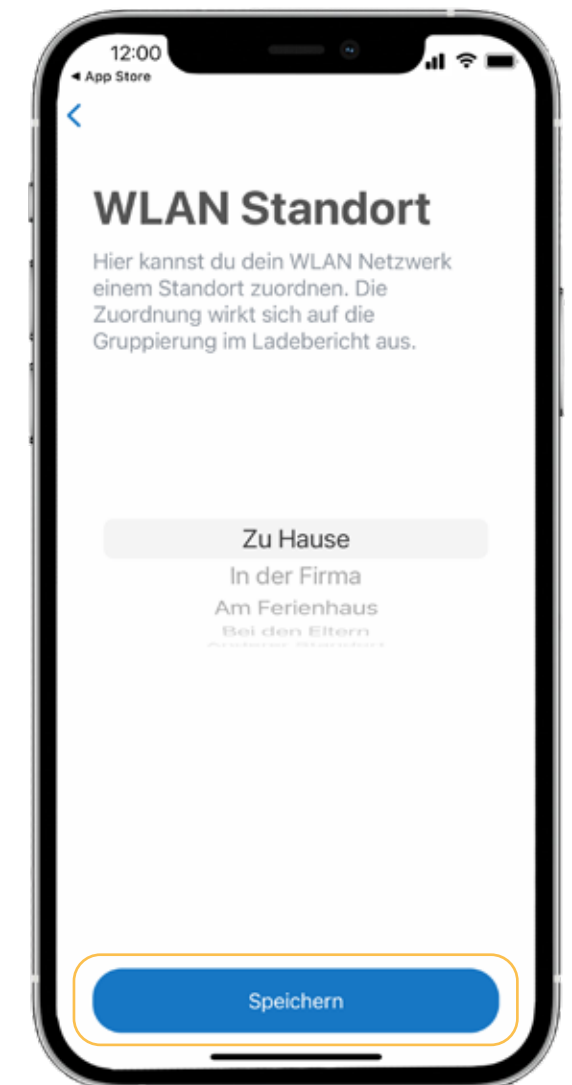 12:00
◀ App Store
WLAN Standort
Hier kannst du dein WLAN Netzwerk
einem Standort zuordnen. Die
Zuordnung wirkt sich auf die
Gruppierung im Ladebericht aus.
Zu Hause
In der Firma
Am Ferienhaus
Bei den Eltern
Speichern